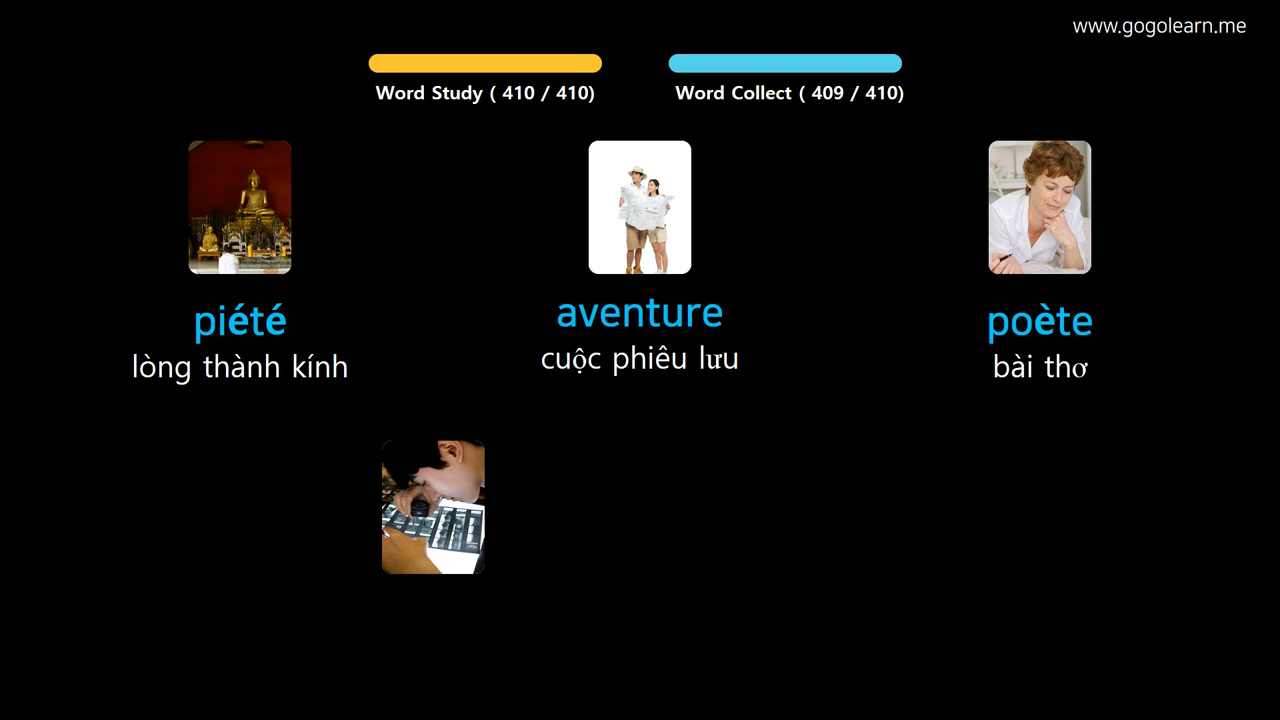 www.gogolearn.me
Word Study ( 410 / 410)
Word Collect ( 409 / 410)
piété
lòng thành kính
aventure
cuộc phiêu lưu
poète
bài thơ